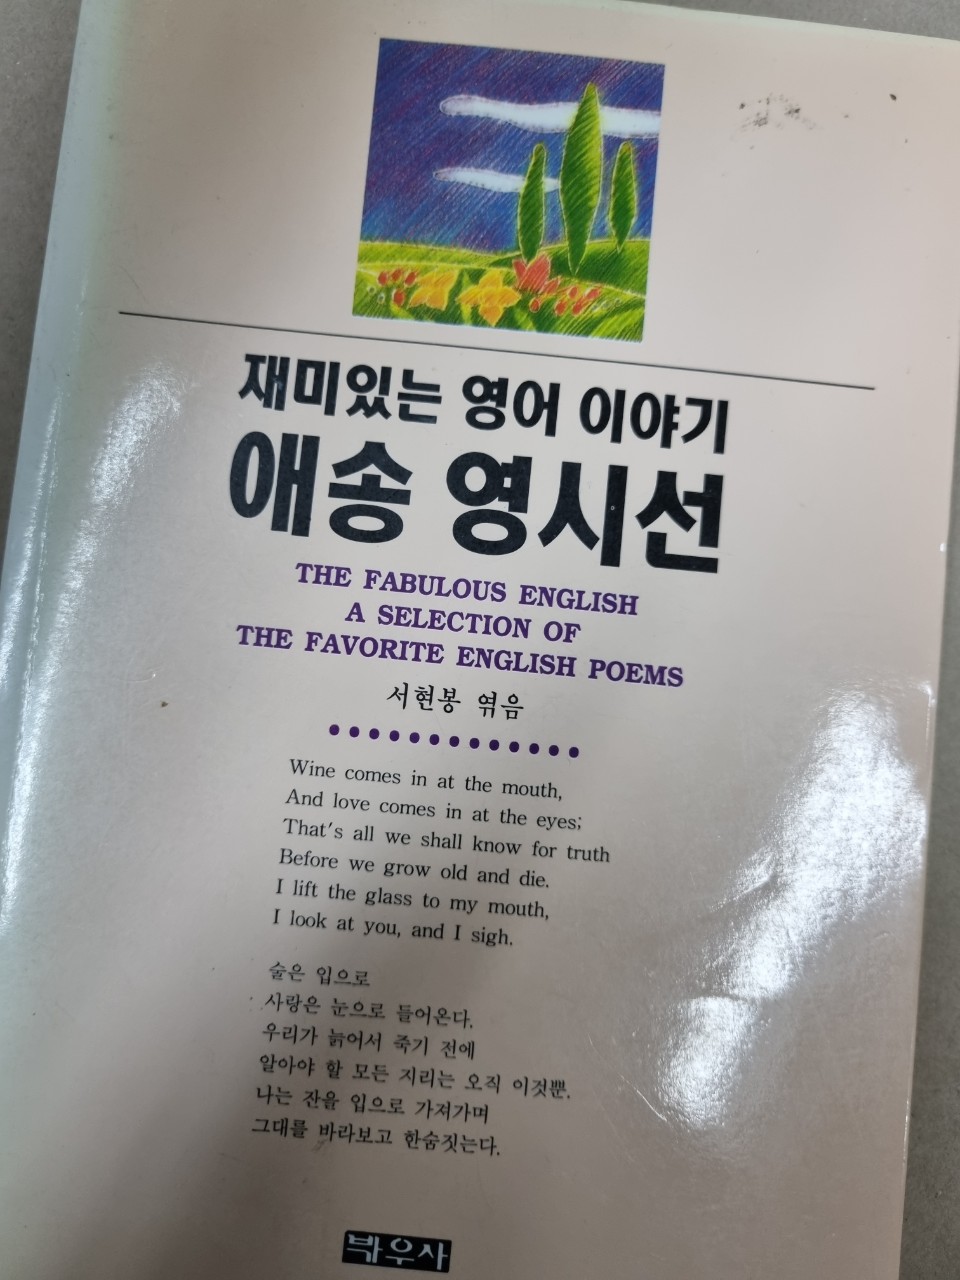 재미있는 영어 이야기
애송 영시선
THE FABULOUS ENGLISH
A SELECTION OF
THE FAVORITE ENGLISH POEMS
서현봉 엮음
Wine comes in at the mouth,
And love comes in at the eyes;
That's all we shall know for truth
Before we grow old and die.
I lift the glass to my mouth,
I look at you, and I sigh.
술은 입으로
사랑은 눈으로 들어온다.
우리가 늙어서 죽기 전에
알아야 할 모든 지리는 오직 이것뿐.
나는 잔을 입으로 가져가며
그대를 바라보고 한숨짓는다.
박우사